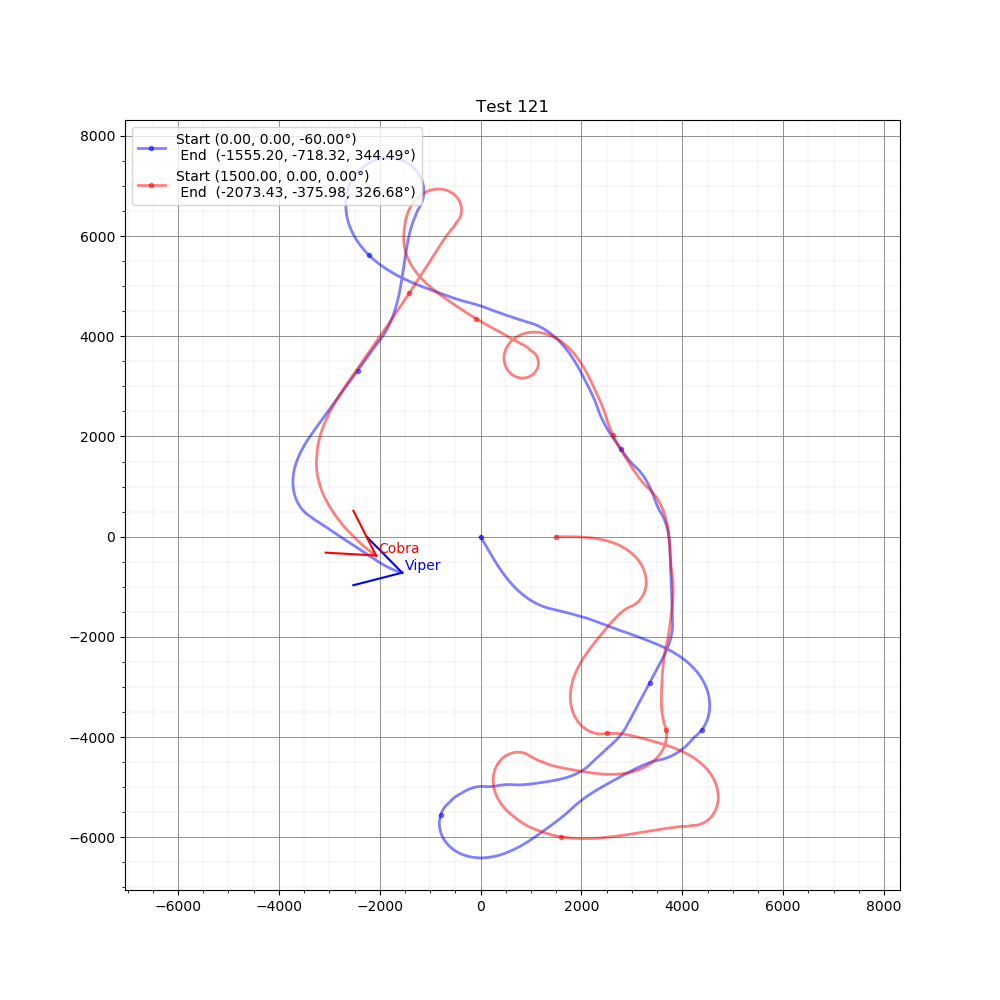 Test 121
Start (0.00, 0.00, -60.00°)
End  (-1555.20, -718.32, 344.49°)
Start (1500.00, 0.00, 0.00°)
End  (-2073.43, -375.98, 326.68°)
8000
6000
4000
2000
0
−2000
−4000
−6000
Cobra
Viper
−6000 −4000 −2000 0 2000 4000 6000 8000